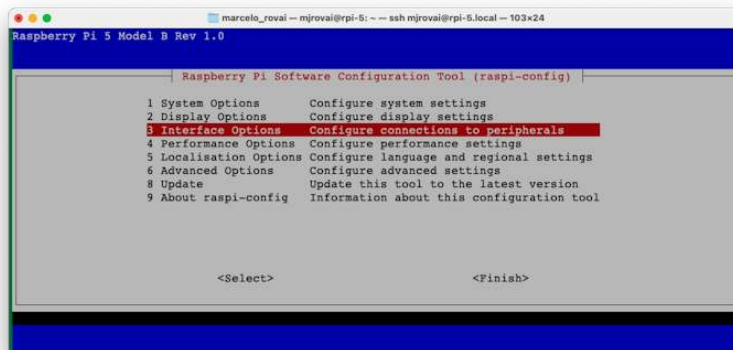 marcelo_rovai — mjrovai@rpi-5: ~ — ssh mjrovai@rpi-5.local — 103×24
Raspberry Pi 5 Model B Rev 1.0
Raspberry Pi Software Configuration Tool (raspi-config)
1 System Options Configure system settings
2 Display Options Configure display settings
3 Interface Options Configure connections to peripherals
4 Performance Options Configure performance settings
5 Localisation Options Configure language and regional settings
6 Advanced Options Configure advanced settings
8 Update Update this tool to the latest version
9 About raspi-config Information about this configuration tool
<Select> <Finish>